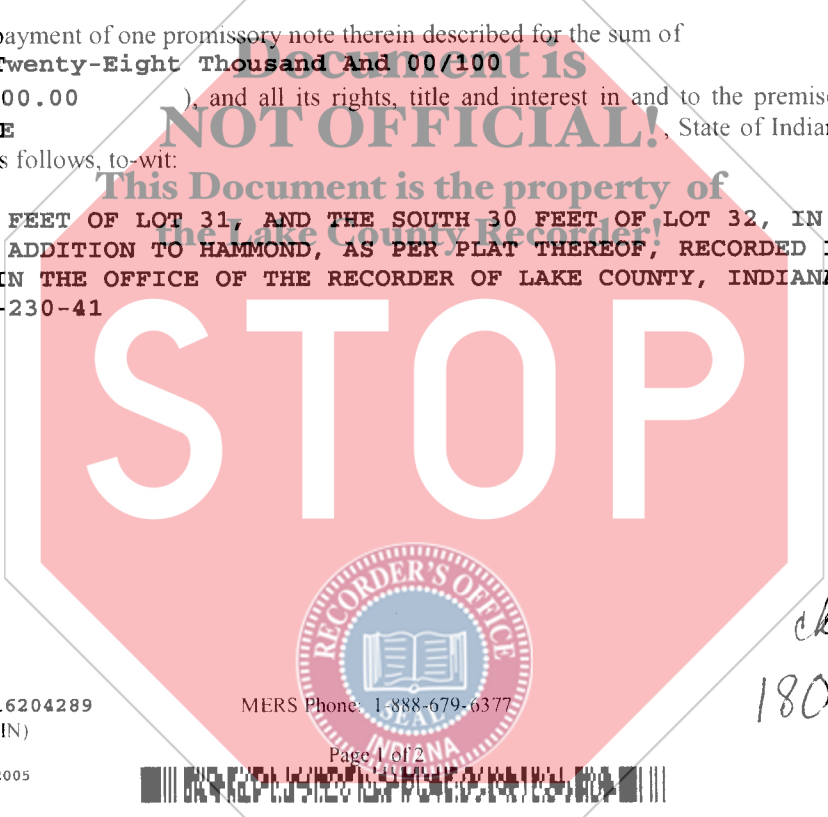 payment of one promissory note therein described for the sum of
Document is
Twenty-Eight Thousand And 00/100
00.00 ), and all its rights, title and interest in and to the premis
NOT OFFICIAL!
E , State of Indian
s follows, to-wit:
This Document is the property of
FEET OF LOT 31, AND THE SOUTH 30 FEET OF LOT 32, IN
the Lake County Recorder!
ADDITION TO HAMMOND, AS PER PLAT THEREOF, RECORDED I
IN THE OFFICE OF THE RECORDER OF LAKE COUNTY, INDIANA
-230-41
STOP
RECORDER'S OFFICE
SEAL
INDIANA
ck
180
6204289
MERS Phone: 1-888-679-6377
IN)
Page 1 of 2
2005